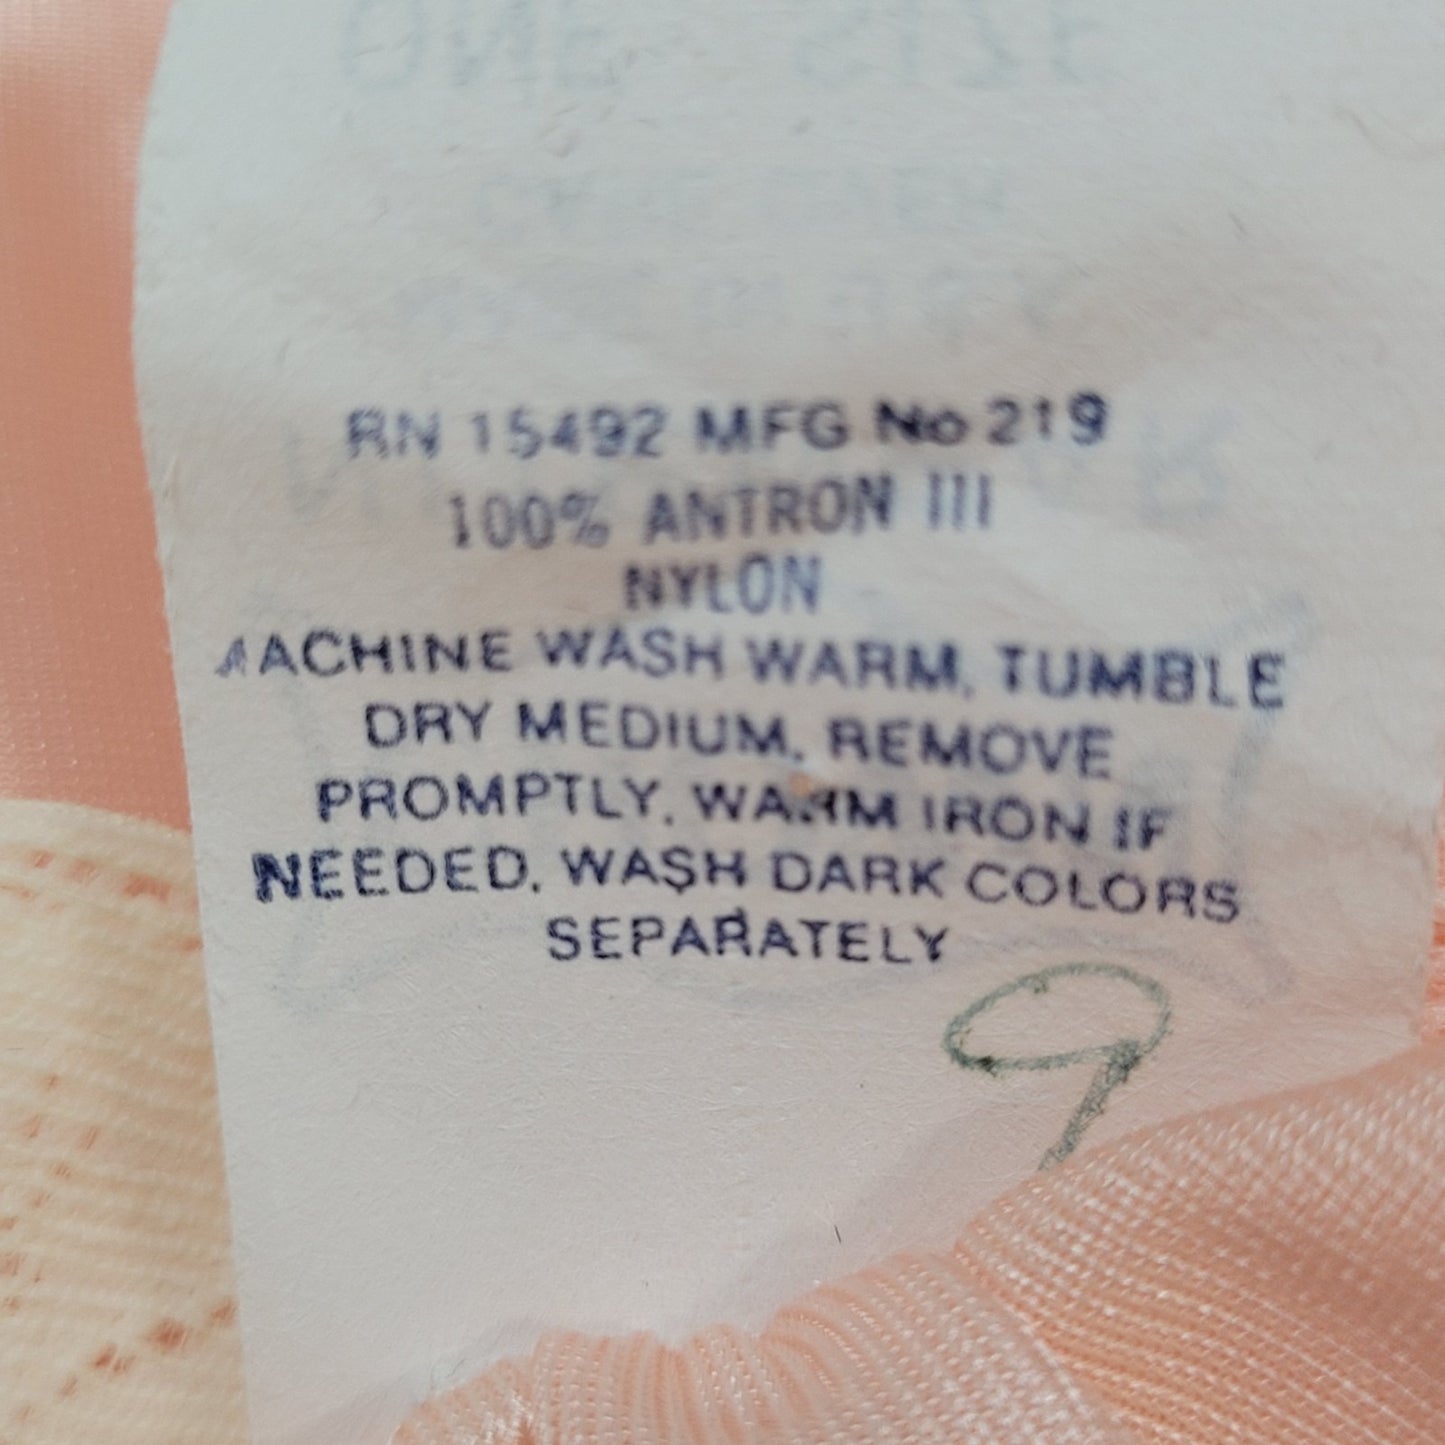 RN 15492 MFG No 219
100% ANTRON III
NYLON
MACHINE WASH WARM, TUMBLE
DRY MEDIUM, REMOVE
PROMPTLY, WARM IRON IF
NEEDED, WASH DARK COLORS
SEPARATELY